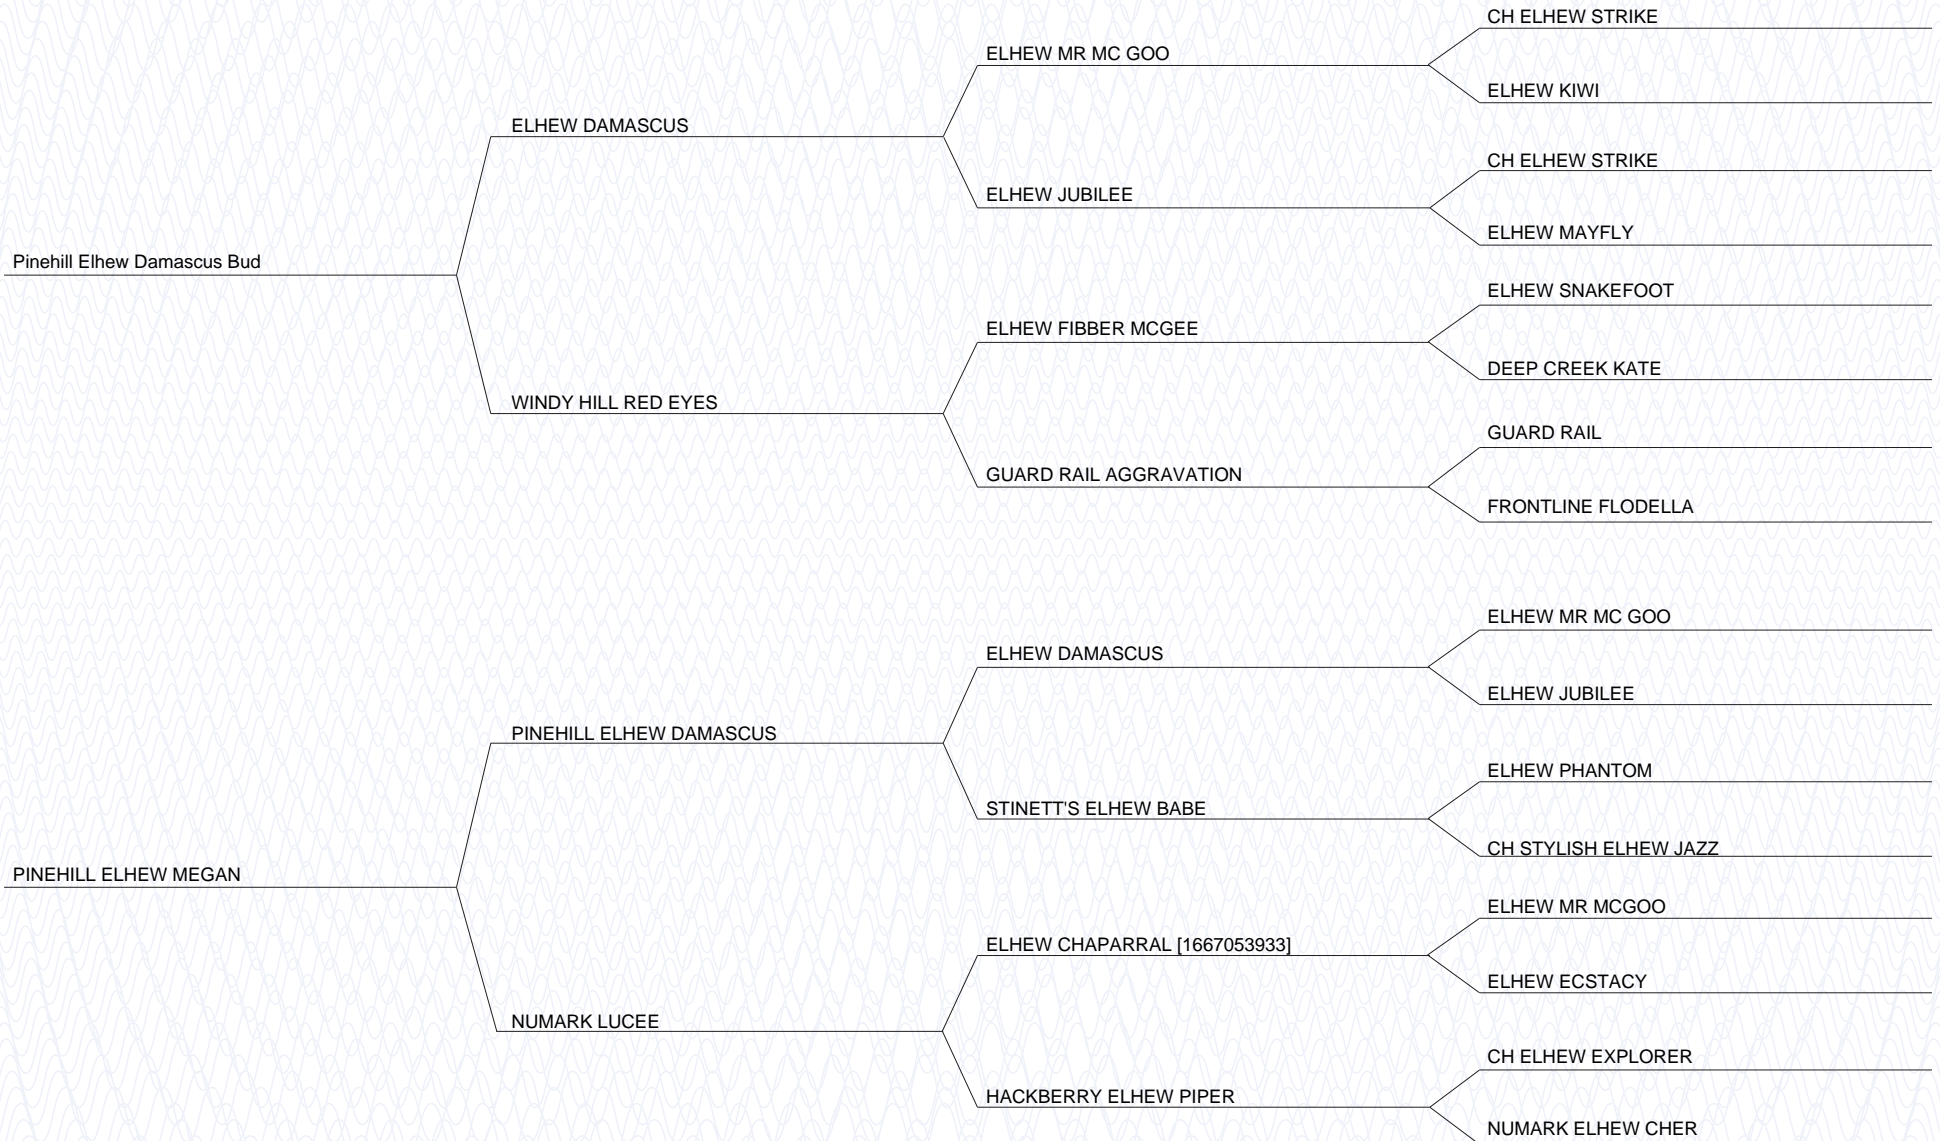 CH ELHEW STRIKE
ELHEW MR MC GOO
ELHEW KIWI
ELHEW DAMASCUS
CH ELHEW STRIKE
ELHEW JUBILEE
ELHEW MAYFLY
Pinehill Elhew Damascus Bud
ELHEW SNAKEFOOT
ELHEW FIBBER MCGEE
DEEP CREEK KATE
WINDY HILL RED EYES
GUARD RAIL
GUARD RAIL AGGRAVATION
FRONTLINE FLODELLA
ELHEW MR MC GOO
ELHEW DAMASCUS
ELHEW JUBILEE
PINEHILL ELHEW DAMASCUS
ELHEW PHANTOM
STINETT'S ELHEW BABE
CH STYLISH ELHEW JAZZ
PINEHILL ELHEW MEGAN
ELHEW MR MCGOO
ELHEW CHAPARRAL [1667053933]
ELHEW ECSTACY
NUMARK LUCEE
CH ELHEW EXPLORER
HACKBERRY ELHEW PIPER
NUMARK ELHEW CHER